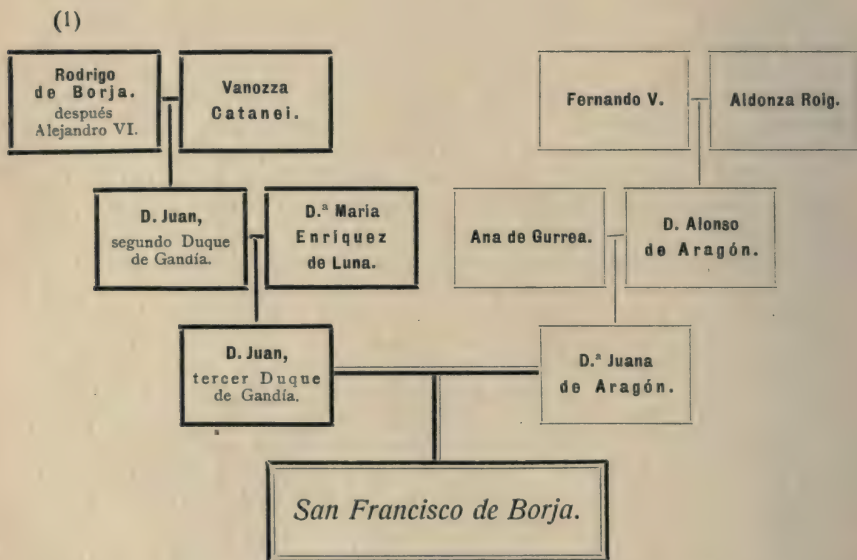 (1)
Rodrigo
de Borja.
después
Alejandro VI.
Vanozza
Catanei.
Fernando V.
Aldonza Roig.
D. Juan,
segundo Duque
de Gandía.
D.ª Maria
Enriquez
de Luna.
Ana de Gurrea.
D. Alonso
de Aragón.
D. Juan,
tercer Duque
de Gandía.
D.ª Juana
de Aragón.
San Francisco de Borja.